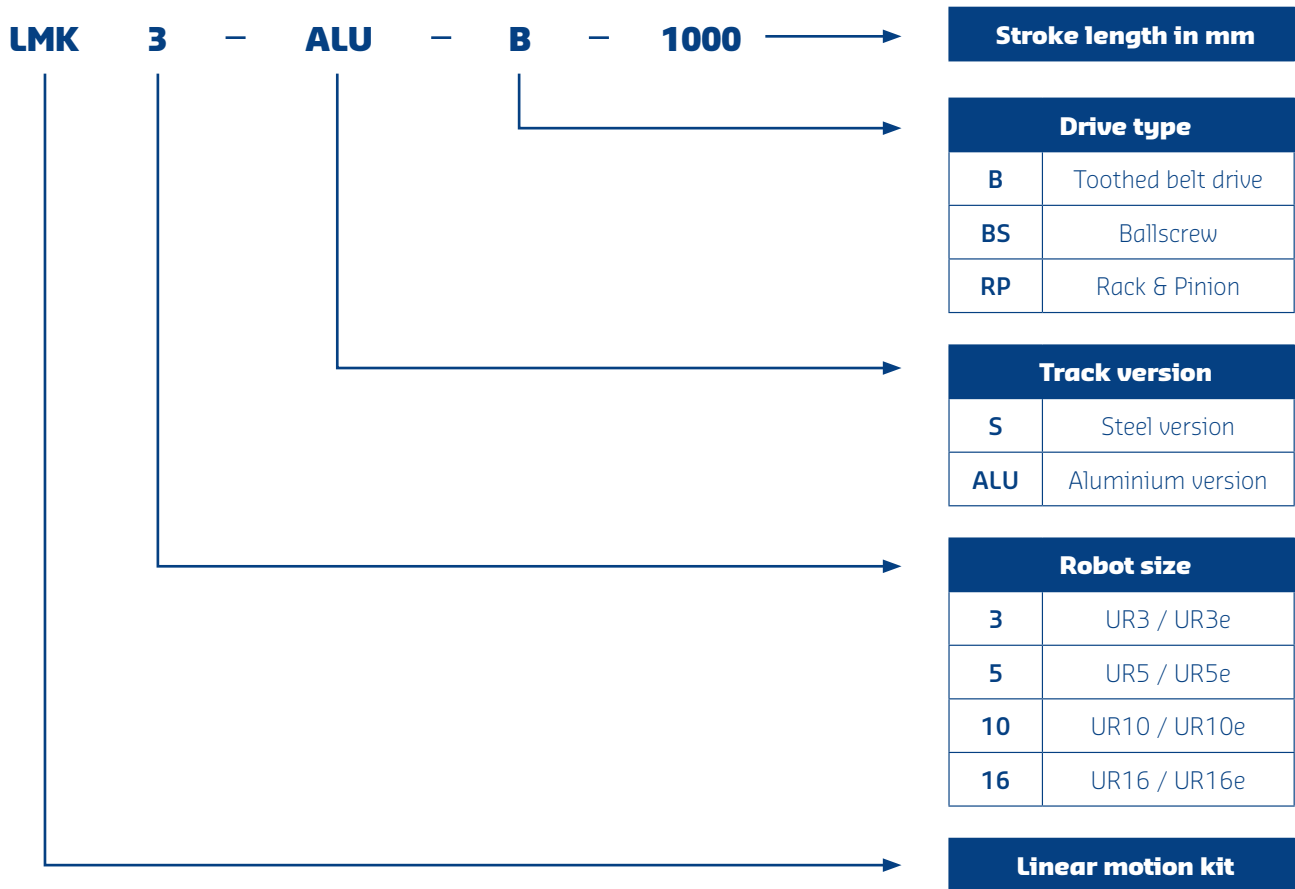 LMK 3 – ALU – B – 1000
Stroke length in mm
Drive type
B Toothed belt drive
BS Ballscrew
RP Rack & Pinion
Track version
S Steel version
ALU Aluminium version
Robot size
3 UR3 / UR3e
5 UR5 / UR5e
10 UR10 / UR10e
16 UR16 / UR16e
Linear motion kit